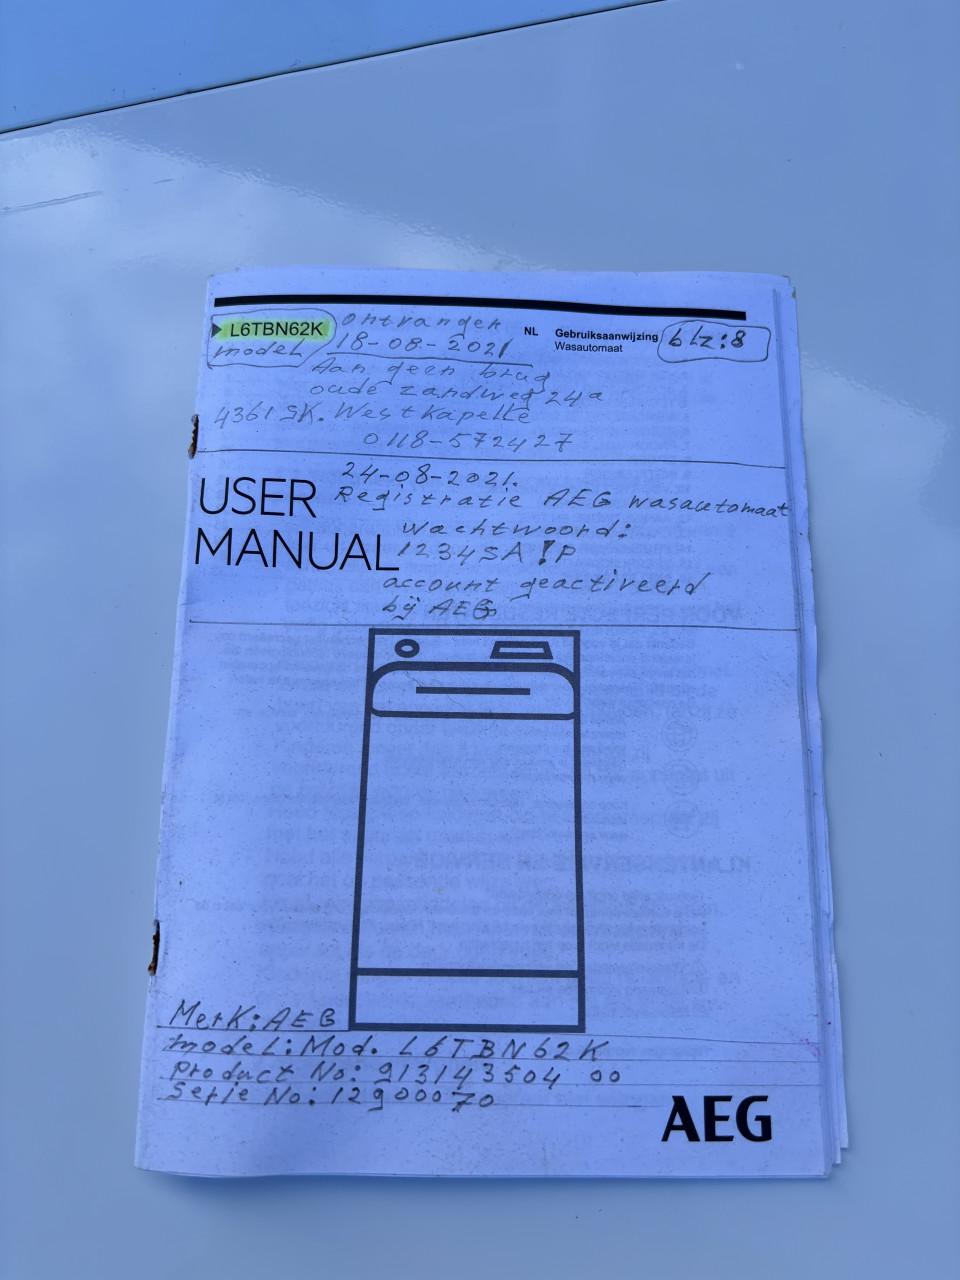 L6TBN62K
model
ontvangen
18-08-2021
NL Gebruiksaanwijzing
Wasautomaat
blz:8
Aan geen brug
oude zandweg 24a
4361 SK. Westkapelle
0118-572427
USER
MANUAL
24-08-2021.
Registratie AEG wasautomaat
wachtwoord:
1234SA!P
account geactiveerd
bij AEG
Merk: AEG
model: Mod. L6TBN62K
Product No: 913143504 00
Serie No: 12900070
AEG